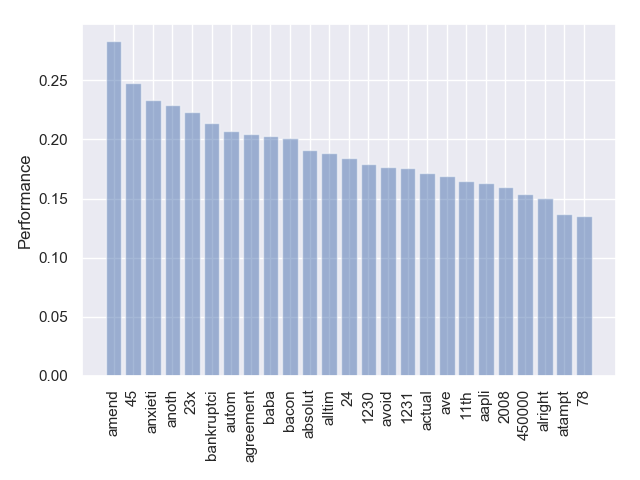 0.25
0.20
0.15
0.10
0.05
0.00
Performance
amend
45
anxieti
anoth
23x
bankruptci
autom
agreement
baba
bacon
absolut
alltim
24
1230
avoid
1231
actual
ave
11th
aapli
2008
450000
alright
atampt
78